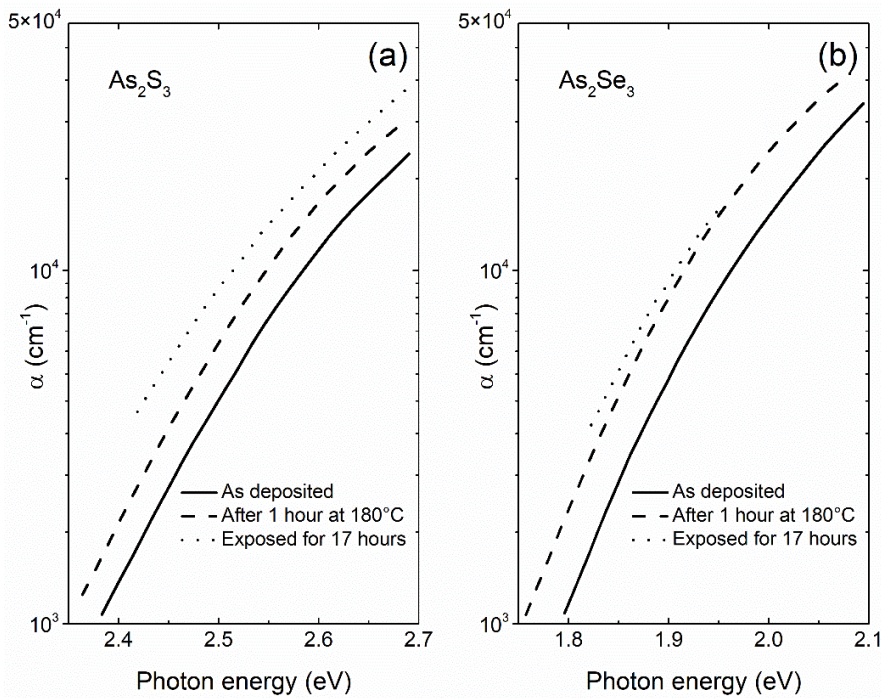 5×10⁴
(a)
As₂S₃
10⁴
α (cm⁻¹)
As deposited
After 1 hour at 180°C
Exposed for 17 hours
10³
2.4 2.5 2.6 2.7
Photon energy (eV)
5×10⁴
(b)
As₂Se₃
10⁴
α (cm⁻¹)
As deposited
After 1 hour at 180°C
Exposed for 17 hours
10³
1.8 1.9 2.0 2.1
Photon energy (eV)